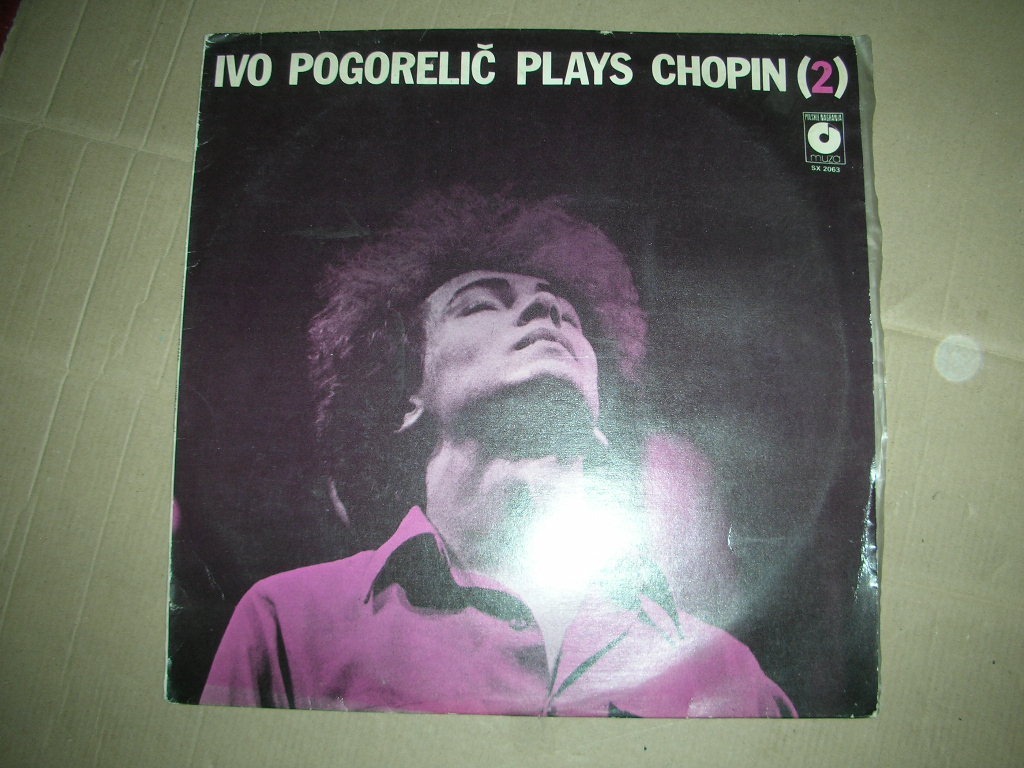 IVO POGORELIČ PLAYS CHOPIN (2)
POLSKIE NAGRANIA
muza
SX 2063